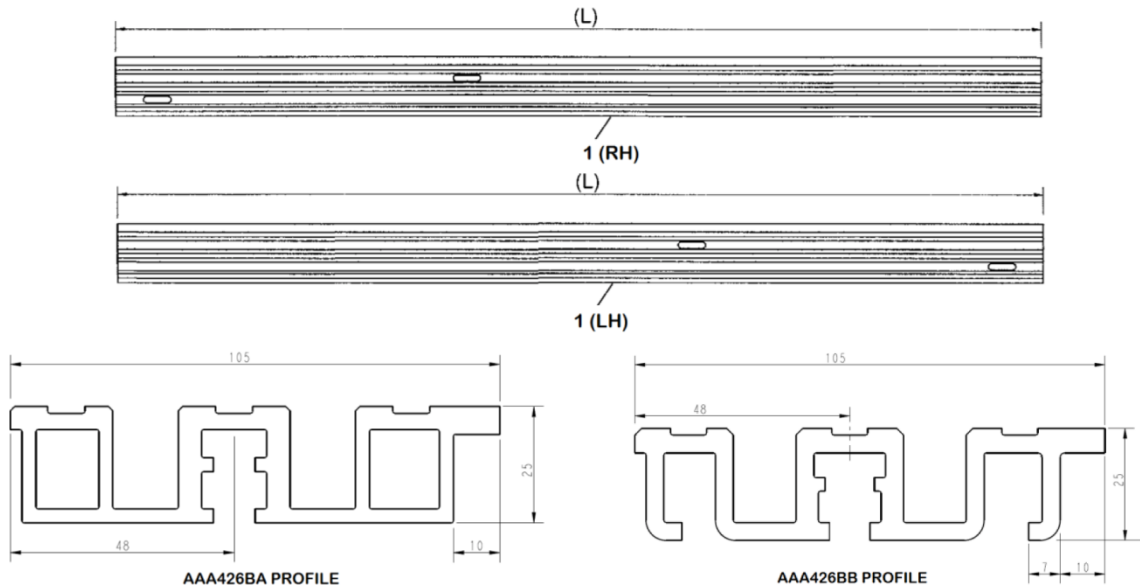 (L)
1 (RH)
(L)
1 (LH)
105
25
48
10
AAA426BA PROFILE
105
48
25
7
10
AAA426BB PROFILE